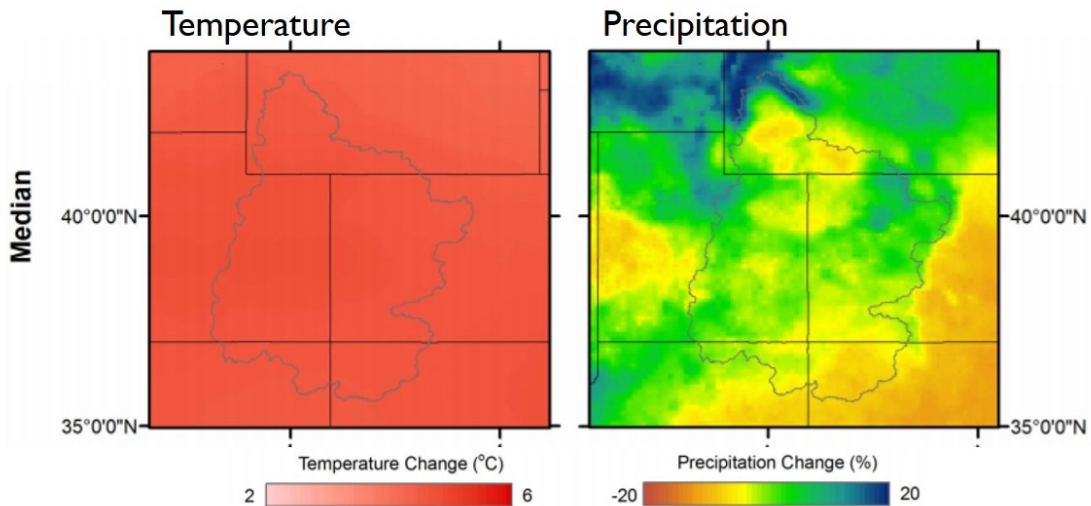 Temperature
Precipitation
Median
40°0'0"N
40°0'0"N
35°0'0"N
35°0'0"N
Temperature Change (°C)
2
6
Precipitation Change (%)
-20
20